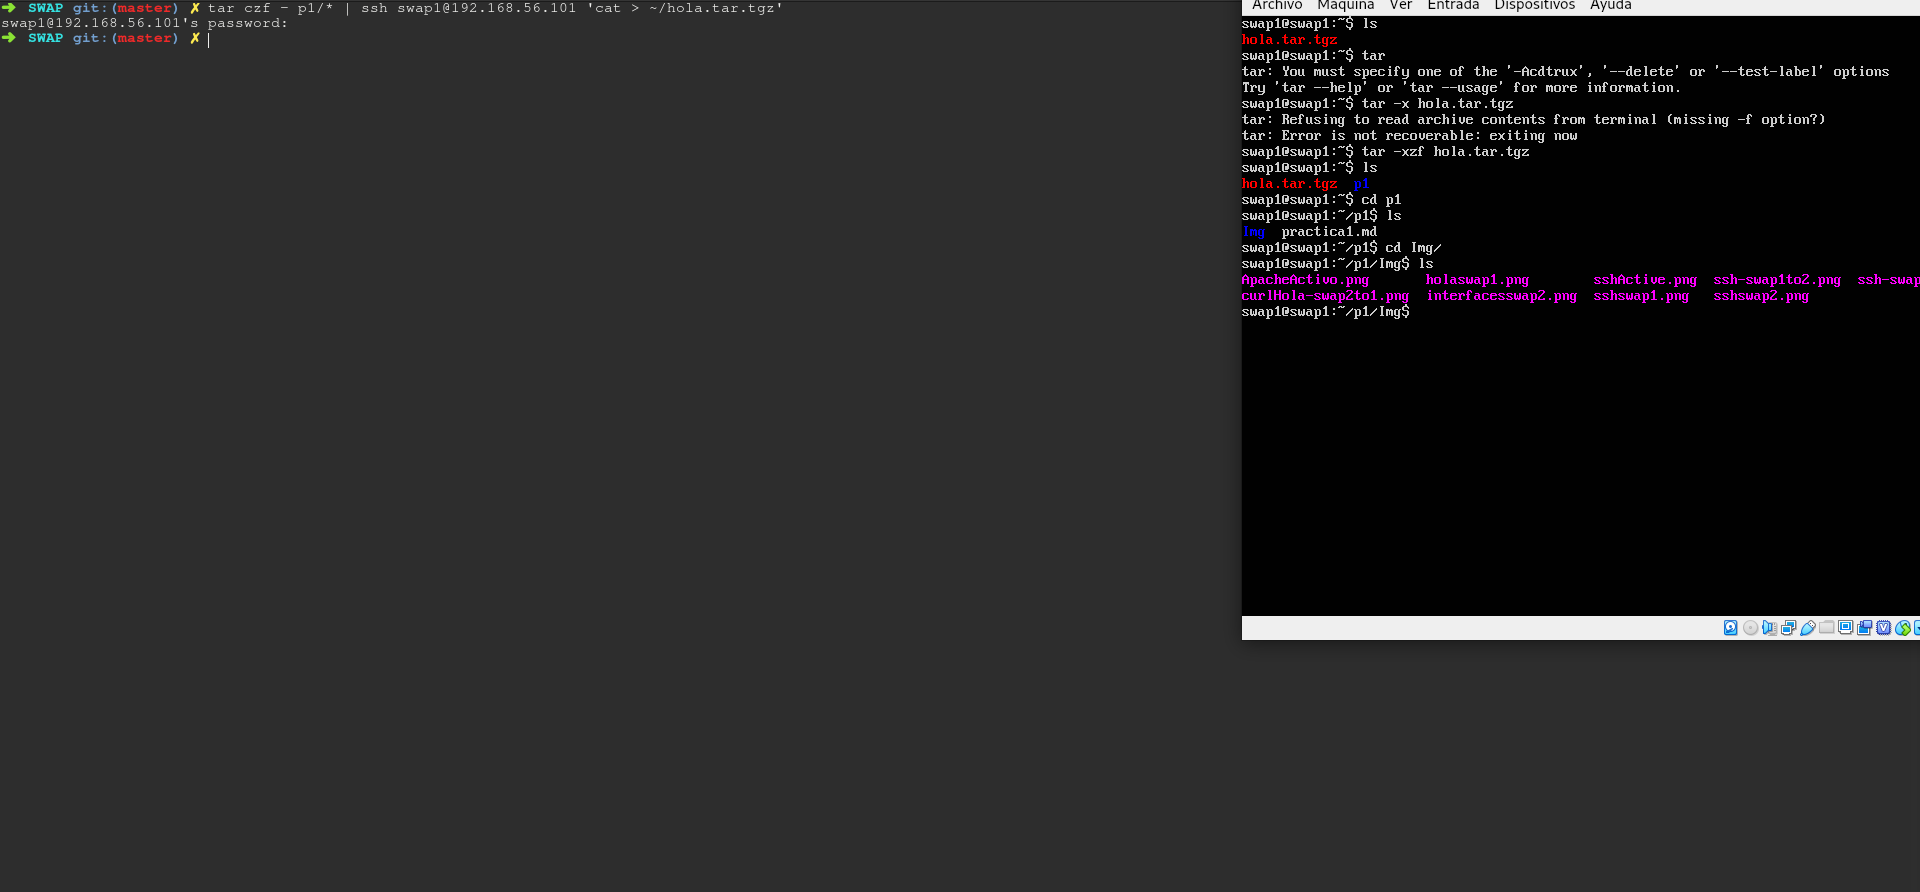 ➜ SWAP git:(master) ✗ tar czf - p1/* | ssh swap1@192.168.56.101 'cat > ~/hola.tar.tgz'
swap1@192.168.56.101's password:
➜ SWAP git:(master) ✗
Archivo Máquina Ver Entrada Dispositivos Ayuda
swap1@swap1:~$ ls
hola.tar.tgz
swap1@swap1:~$ tar
tar: You must specify one of the '-Acdtrux', '--delete' or '--test-label' options
Try 'tar --help' or 'tar --usage' for more information.
swap1@swap1:~$ tar -x hola.tar.tgz
tar: Refusing to read archive contents from terminal (missing -f option?)
tar: Error is not recoverable: exiting now
swap1@swap1:~$ tar -xzf hola.tar.tgz
swap1@swap1:~$ ls
hola.tar.tgz p1
swap1@swap1:~$ cd p1
swap1@swap1:~/p1$ ls
Img practica1.md
swap1@swap1:~/p1$ cd Img/
swap1@swap1:~/p1/Img$ ls
ApacheActivo.png holaswap1.png sshActive.png ssh-swap1to2.png ssh-swap
curlHola-swap2to1.png interfacesswap2.png sshswap1.png sshswap2.png
swap1@swap1:~/p1/Img$